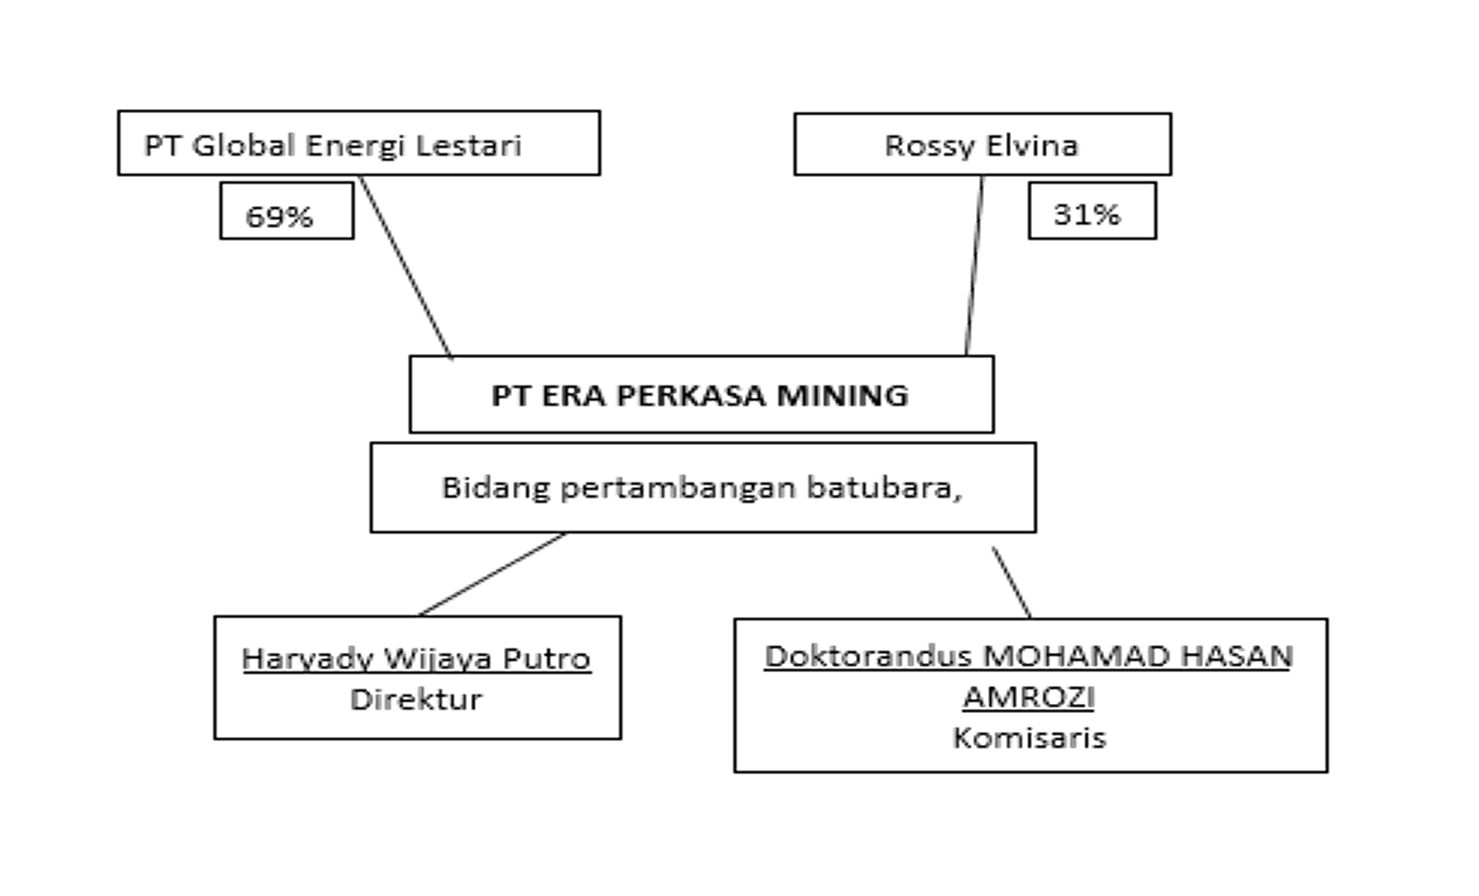 PT Global Energi Lestari
Rossy Elvina
69%
31%
PT ERA PERKASA MINING
Bidang pertambangan batubara,
Haryady Wijaya Putro
Direktur
Doktorandus MOHAMAD HASAN
AMROZI
Komisaris